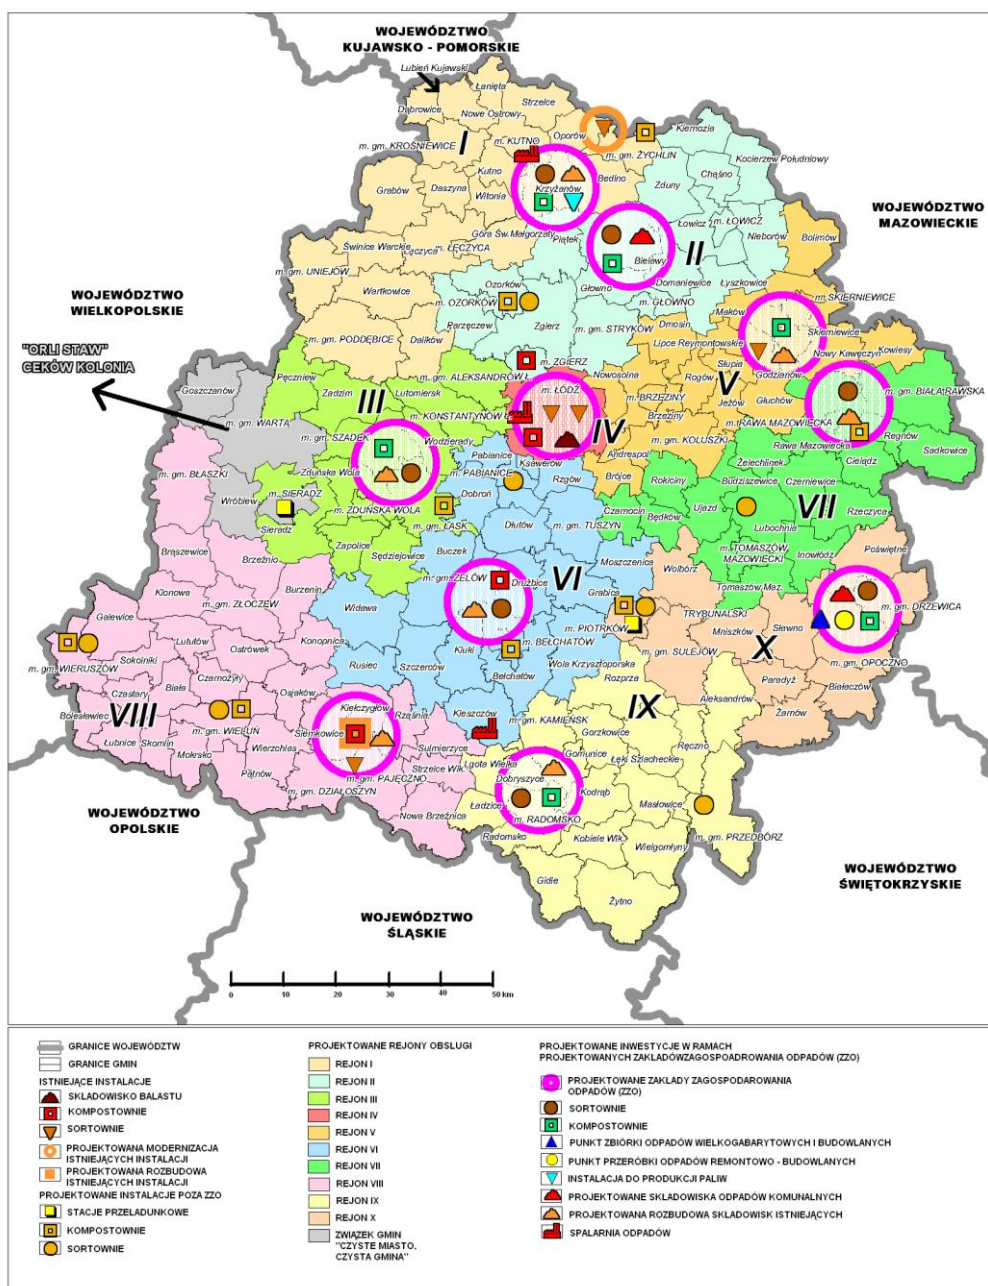 WOJEWÓDZTWO
KUJAWSKO - POMORSKIE
Lubień Kujawski
Łanięta
Strzelce
Dąbrowice
Nowe Ostrowy
I
m. KUTNO
Oporów
Kiernozia
m. gm. KROŚNIEWICE
m. gm. ŻYCHLIN
Kutno
Bedlno
Kocierzew Południowy
Chąśno
Zduny
Grabów
Daszyna
Witonia
Krzyżanów
WOJEWÓDZTWO
MAZOWIECKIE
Łowicz
m. ŁOWICZ
Nieborów
Bolimów
Góra Św. Małgorzaty
Piątek
II
Świnice Warckie
Łęczyca
m. ŁĘCZYCA
Bielawy
Domaniewice
Łyszkowice
m. gm. UNIEJÓW
Wartkowice
Ozorków
m. OZORKÓW
Głowno
m. GŁOWNO
m. SKIERNIEWICE
Maków
WOJEWÓDZTWO
WIELKOPOLSKIE
Parzęczew
Zgierz
m. gm. STRYKÓW
Dmosin
Lipce Reymontowskie
Skierniewice
m. gm. PODDĘBICE
Dalików
Nowy Kawęczyn
Kowiesy
"ORLI STAW"
CEKÓW KOLONIA
m. ZGIERZ
Słupia
Godzianów
Goszczanów
Pęczniew
Zadzim
m. gm. ALEKSANDRÓW Ł.
Nowosolna
Rogów
V
Głuchów
m. gm. BIAŁA RAWSKA
Lutomiersk
m. ŁÓDŹ
m. BRZEZINY
Jeżów
III
m. gm. KONSTANTYNÓW Ł
Brzeziny
m. RAWA MAZOWIECKA
Regnów
m. gm. WARTA
m. gm. SZADEK
Wodzierady
IV
m. gm. KOLUSZKI
Rawa Mazowiecka
Sadkowice
Pabianice
m. PABIANICE
Ksawerów
Andrespol
Żelechlinek
Cielądz
m. gm. BŁASZKI
Zduńska Wola
Rzgów
Brójce
Rokiciny
Budziszewice
Czerniewice
Wróblew
m. SIERADZ
Dobroń
Ujazd
Rzeczyca
m. ZDUŃSKA WOLA
Czarnocin
Będków
Lubochnia
VII
Sieradz
m. gm. ŁASK
Dłutów
m. gm. TUSZYN
m. TOMASZÓW
MAZOWIECKI
Inowłódz
Poświętne
Brąszewice
Zapolice
Sędziejowice
Buczek
Moszczenica
Wolbórz
Brzeźnio
Tomaszów Maz.
Klonowa
Burzenin
m. gm. ZELÓW
Drużbice
VI
Grabica
m. gm. ZŁOCZEW
Widawa
TRYBUNALSKI
Sławno
m. gm. DRZEWICA
Galewice
m. PIOTRKÓW
Mniszków
Lututów
Konopnica
Kluki
m. BEŁCHATÓW
m. gm. SULEJÓW
X
m. gm. WIERUSZÓW
Sokolniki
Ostrówek
Rusiec
Szczerców
Wola Krzysztoporska
m. gm. OPOCZNO
Czarnożyły
Bełchatów
Rozprza
Paradyż
Białaczów
Czastary
Biała
Osjaków
Kiełczygłów
Rząśnia
Kleszczów
Aleksandrów
Bolesławiec
VIII
m. gm. WIELUŃ
Siemkowice
m. gm. KAMIEŃSK
IX
Żarnów
Łubnice
Skomlin
Wierzchlas
Sulmierzyce
Gorzkowice
Ręczno
Mokrsko
Lgota Wielka
Gomunice
Łęki Szlacheckie
Pątnów
m. gm. PAJĘCZNO
Strzelce Wlk.
Dobryszyce
Kodrąb
m. gm. DZIAŁOSZYN
Ładzice
Masłowice
WOJEWÓDZTWO
OPOLSKIE
Nowa Brzeźnica
m. RADOMSKO
m. gm. PRZEDBÓRZ
Radomsko
Kobiele Wlk.
Wielgomłyny
Gidle
Żytno
WOJEWÓDZTWO
ŚWIĘTOKRZYSKIE
WOJEWÓDZTWO
ŚLĄSKIE
0 10 20 30 40 50 km
GRANICE WOJEWÓDZTW
GRANICE GMIN
ISTNIEJĄCE INSTALACJE
SKŁADOWISKO BALASTU
KOMPOSTOWNIE
SORTOWNIE
PROJEKTOWANA MODERNIZACJA
ISTNIEJĄCYCH INSTALACJI
PROJEKTOWANA ROZBUDOWA
ISTNIEJĄCYCH INSTALACJI
PROJEKTOWANE INSTALACJE POZA ZZO
STACJE PRZEŁADUNKOWE
KOMPOSTOWNIE
SORTOWNIE
PROJEKTOWANE REJONY OBSŁUGI
REJON I
REJON II
REJON III
REJON IV
REJON V
REJON VI
REJON VII
REJON VIII
REJON IX
REJON X
ZWIĄZEK GMIN
"CZYSTE MIASTO,
CZYSTA GMINA"
PROJEKTOWANE INWESTYCJE W RAMACH
PROJEKTOWANYCH ZAKŁADÓWZAGOSPOADROWANIA ODPADÓW (ZZO)
PROJEKTOWANE ZAKŁADY ZAGOSPODAROWANIA
ODPADÓW (ZZO)
SORTOWNIE
KOMPOSTOWNIE
PUNKT ZBIÓRKI ODPADÓW WIELKOGABARYTOWYCH I BUDOWLANYCH
PUNKT PRZERÓBKI ODPADÓW REMONTOWO - BUDOWLANYCH
INSTALACJA DO PRODUKCJI PALIW
PROJEKTOWANE SKŁADOWISKA ODPADÓW KOMUNALNYCH
PROJEKTOWANA ROZBUDOWA SKŁADOWISK ISTNIEJĄCYCH
SPALARNIA ODPADÓW